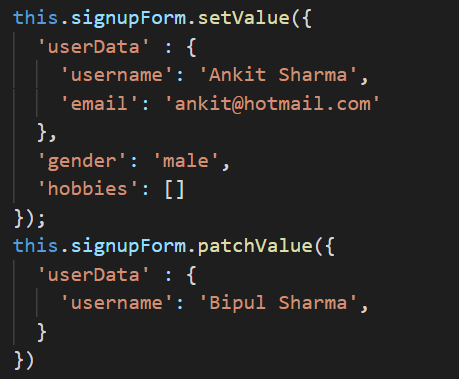 this.signupForm.setValue({
  'userData' : {
    'username': 'Ankit Sharma',
    'email': 'ankit@hotmail.com'
  },
  'gender': 'male',
  'hobbies': []
});
this.signupForm.patchValue({
  'userData' : {
    'username': 'Bipul Sharma',
  }
})